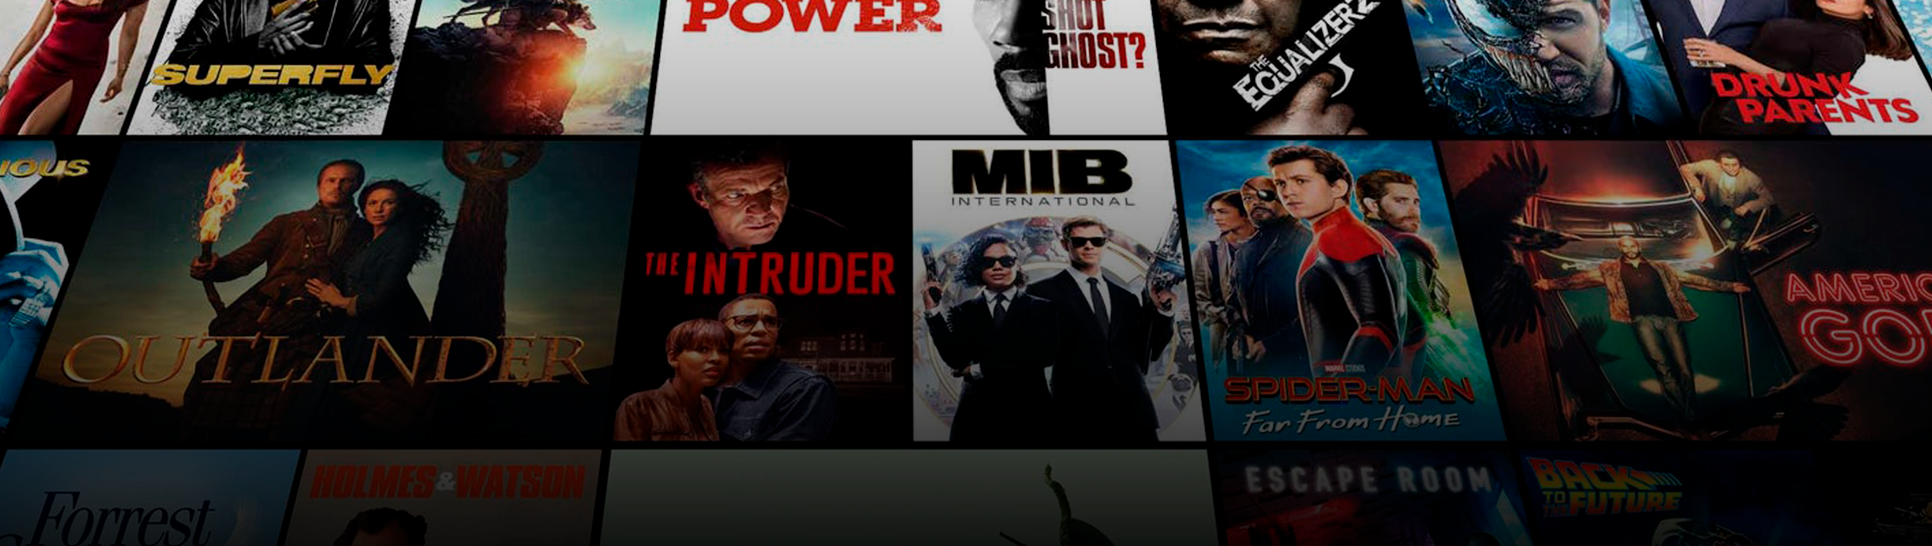 SUPERFLY
POWER
SHOT
GHOST?
THE
EQUALIZER 2
DRUNK
PARENTS
IOUS
OUTLANDER
THE INTRUDER
MIB
INTERNATIONAL
MARVEL STUDIOS
SPIDER-MAN
Far From Home
AMERIC
GO
Forrest
HOLMES & WATSON
ESCAPE ROOM
BACK
TO THE
FUTURE